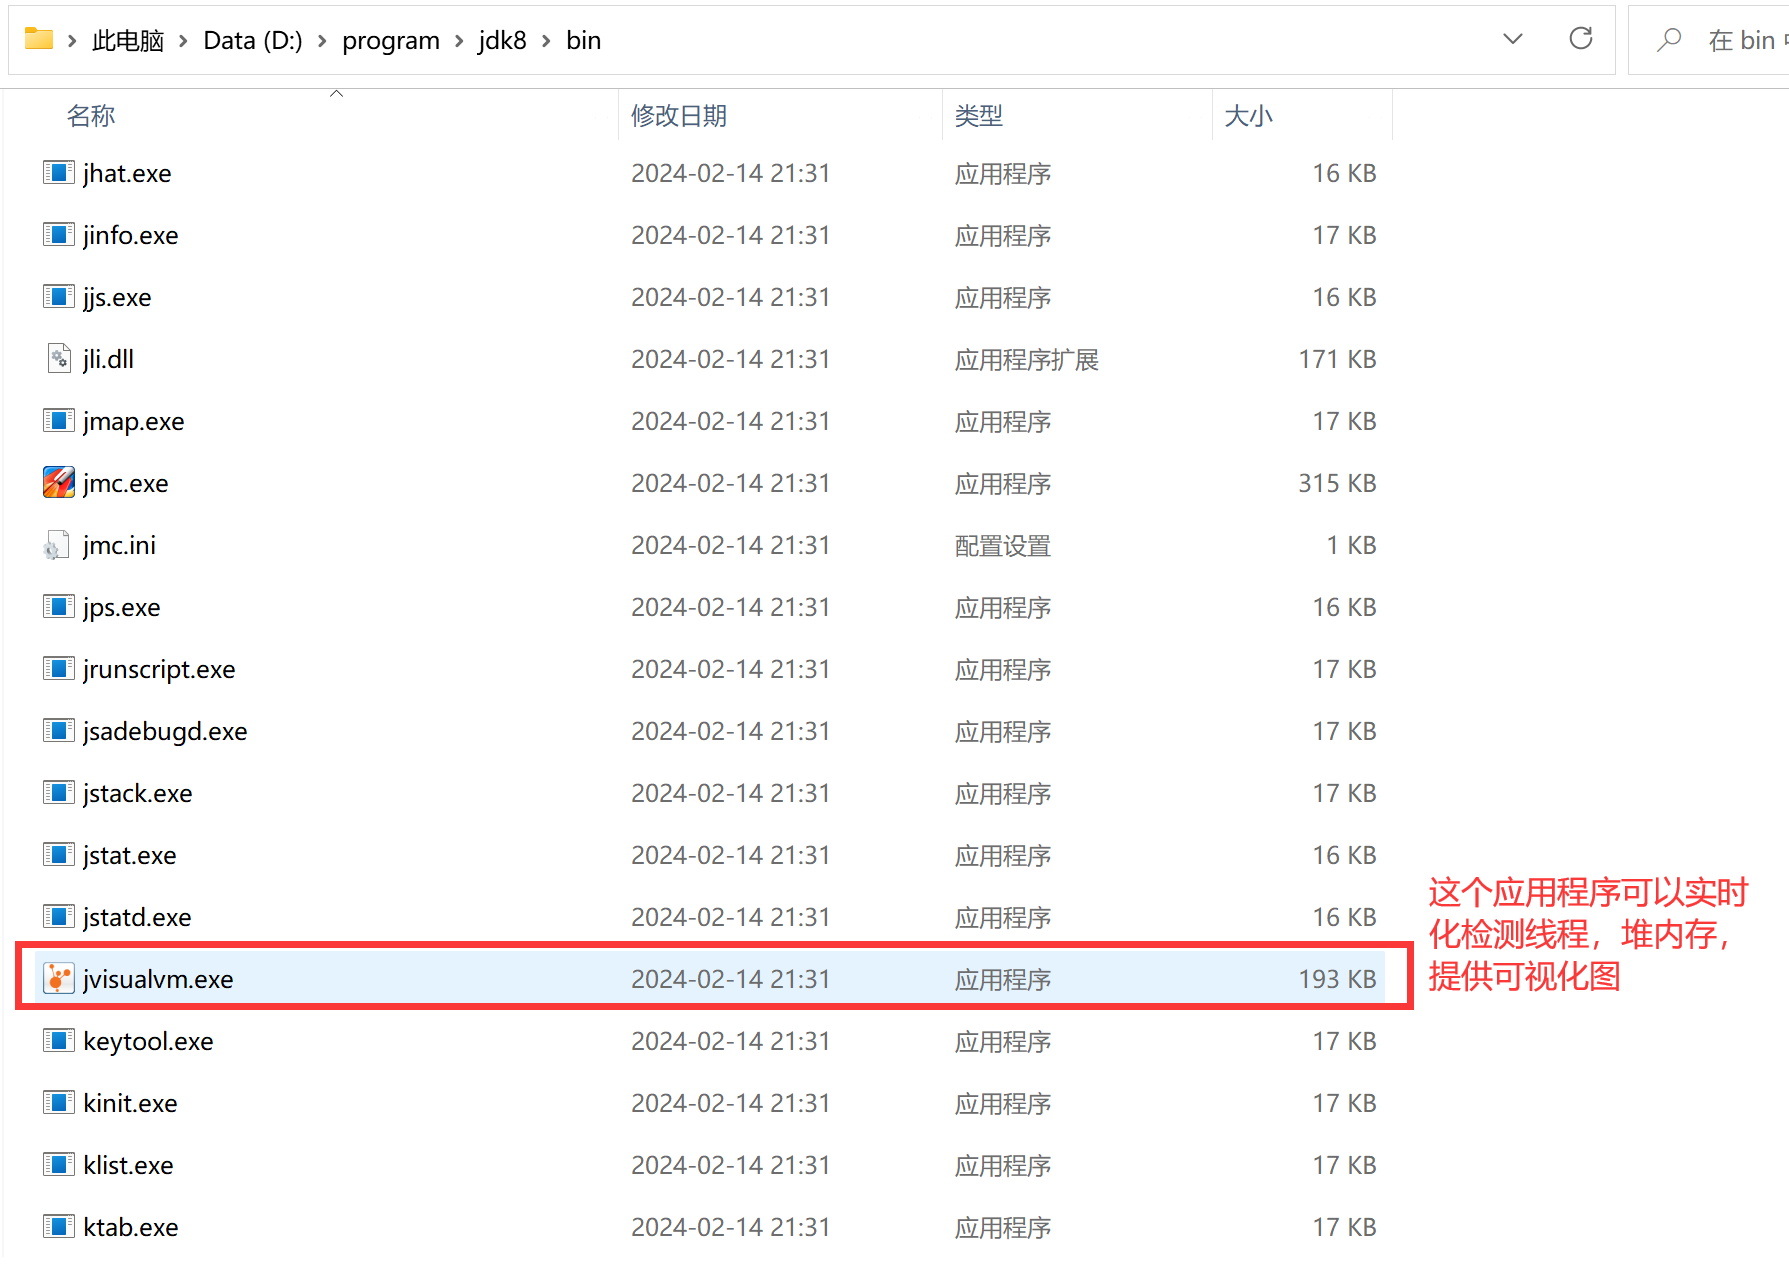 此电脑 > Data (D:) > program > jdk8 > bin
在 bin
名称 修改日期 类型 大小
jhat.exe 2024-02-14 21:31 应用程序 16 KB
jinfo.exe 2024-02-14 21:31 应用程序 17 KB
jjs.exe 2024-02-14 21:31 应用程序 16 KB
jli.dll 2024-02-14 21:31 应用程序扩展 171 KB
jmap.exe 2024-02-14 21:31 应用程序 17 KB
jmc.exe 2024-02-14 21:31 应用程序 315 KB
jmc.ini 2024-02-14 21:31 配置设置 1 KB
jps.exe 2024-02-14 21:31 应用程序 16 KB
jrunscript.exe 2024-02-14 21:31 应用程序 17 KB
jsadebugd.exe 2024-02-14 21:31 应用程序 17 KB
jstack.exe 2024-02-14 21:31 应用程序 17 KB
jstat.exe 2024-02-14 21:31 应用程序 16 KB
jstatd.exe 2024-02-14 21:31 应用程序 16 KB
jvisualvm.exe 2024-02-14 21:31 应用程序 193 KB
这个应用程序可以实时
化检测线程，堆内存，
提供可视化图
keytool.exe 2024-02-14 21:31 应用程序 17 KB
kinit.exe 2024-02-14 21:31 应用程序 17 KB
klist.exe 2024-02-14 21:31 应用程序 17 KB
ktab.exe 2024-02-14 21:31 应用程序 17 KB